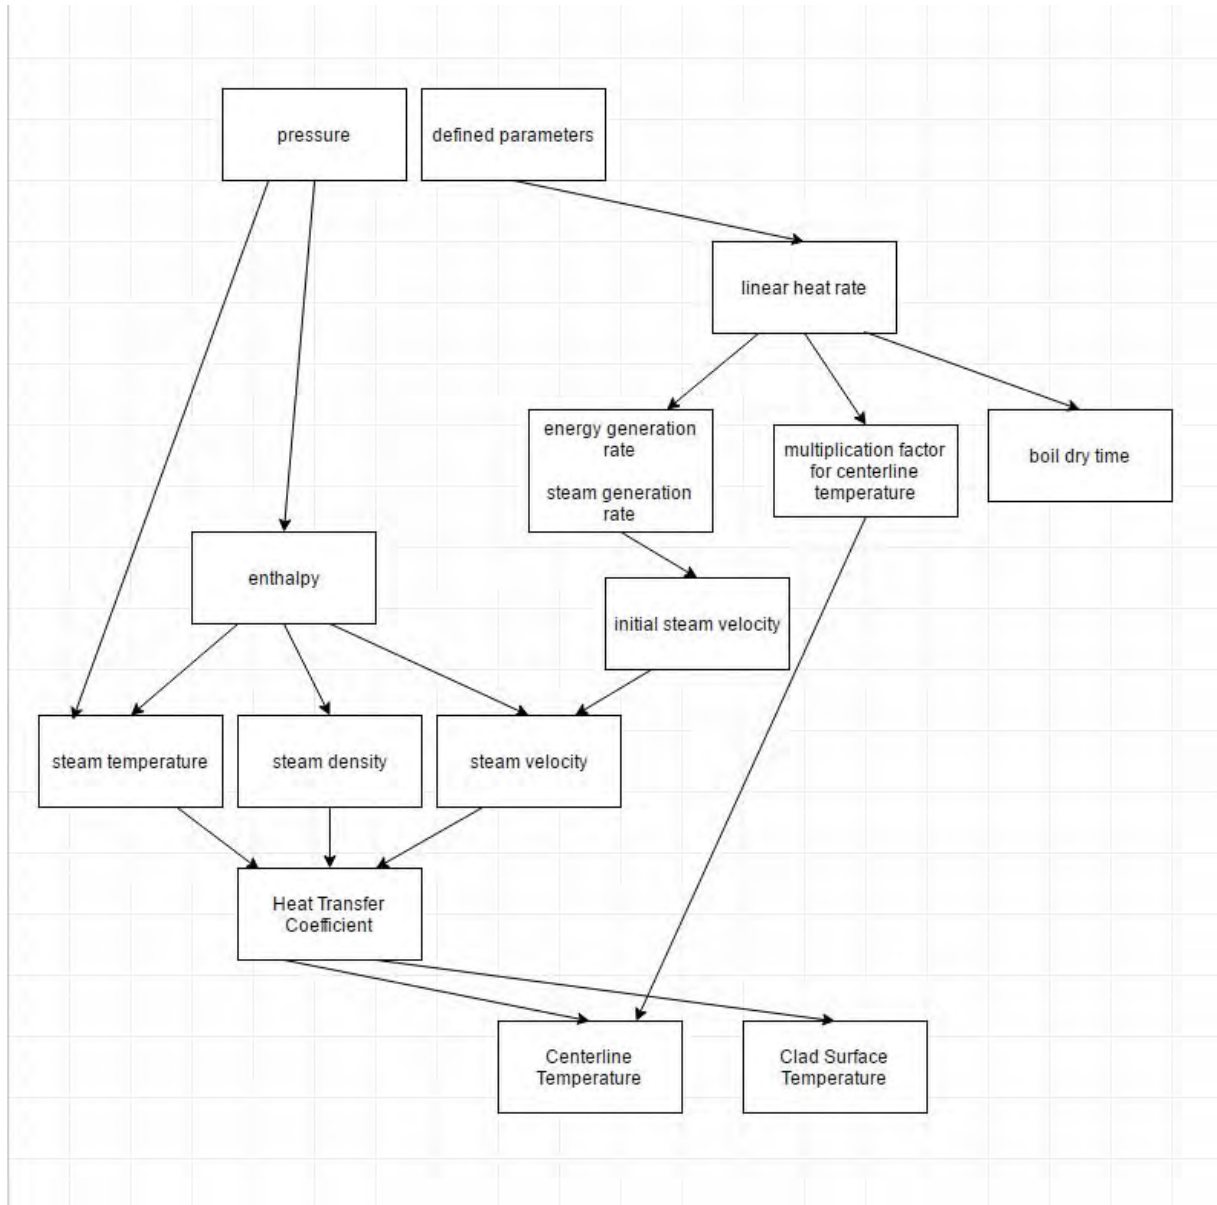 pressure
defined parameters
linear heat rate
energy generation
rate
steam generation
rate
multiplication factor
for centerline
temperature
boil dry time
enthalpy
initial steam velocity
steam temperature
steam density
steam velocity
Heat Transfer
Coefficient
Centerline
Temperature
Clad Surface
Temperature